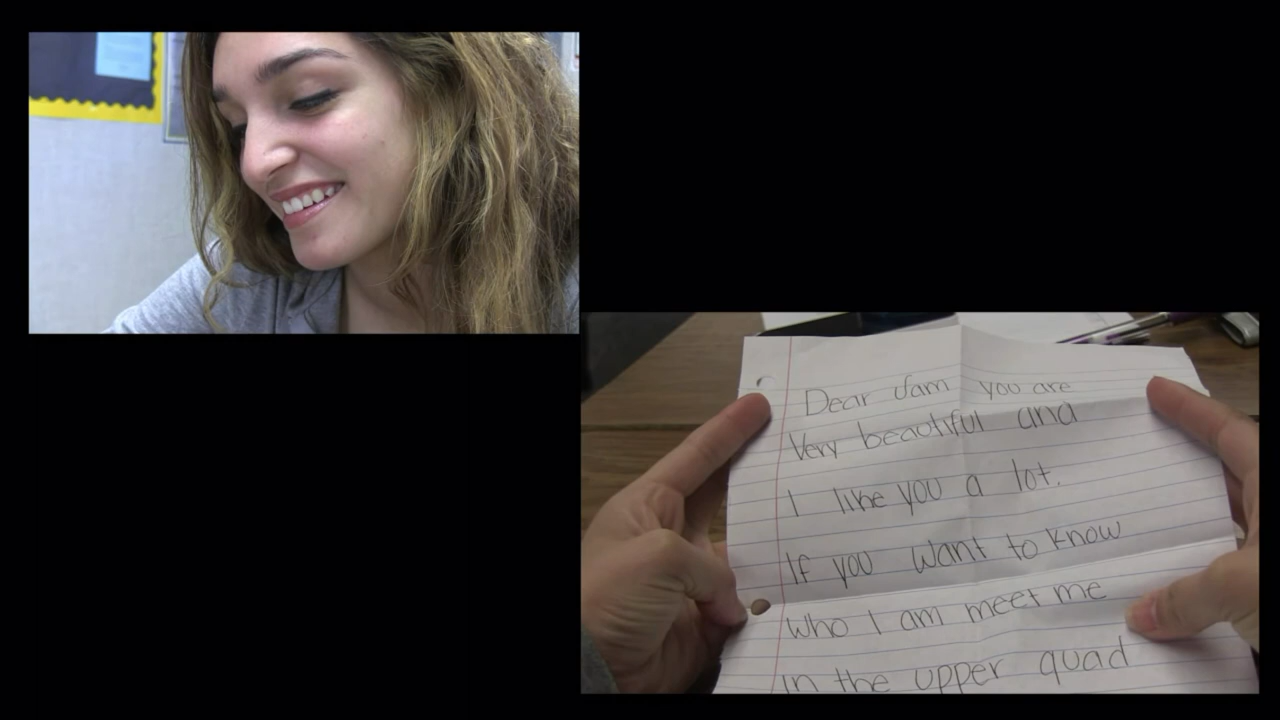 Dear Jam you are
Very beautiful and
I like you a lot.
If you want to know
who I am meet me
in the upper quad